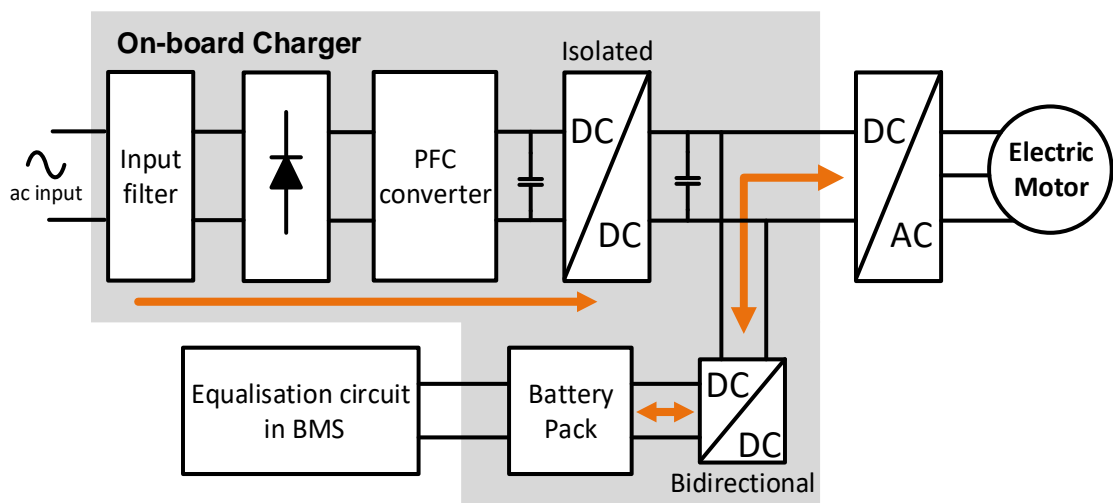 On-board Charger
Isolated
ac input
Input
filter
PFC
converter
DC
DC
DC
AC
Electric
Motor
Equalisation circuit
in BMS
Battery
Pack
DC
DC
Bidirectional